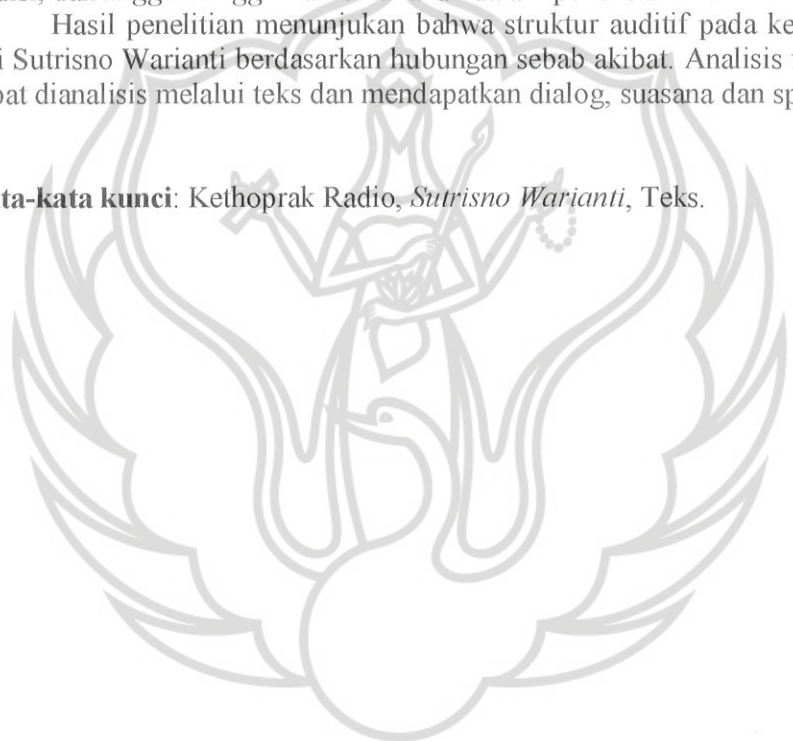 Hasil penelitian menunjukan bahwa struktur auditif pada ke
i Sutrisno Warianti berdasarkan hubungan sebab akibat. Analisis
pat dianalisis melalui teks dan mendapatkan dialog, suasana dan sp
ta-kata kunci: Kethoprak Radio, Sutrisno Warianti, Teks.